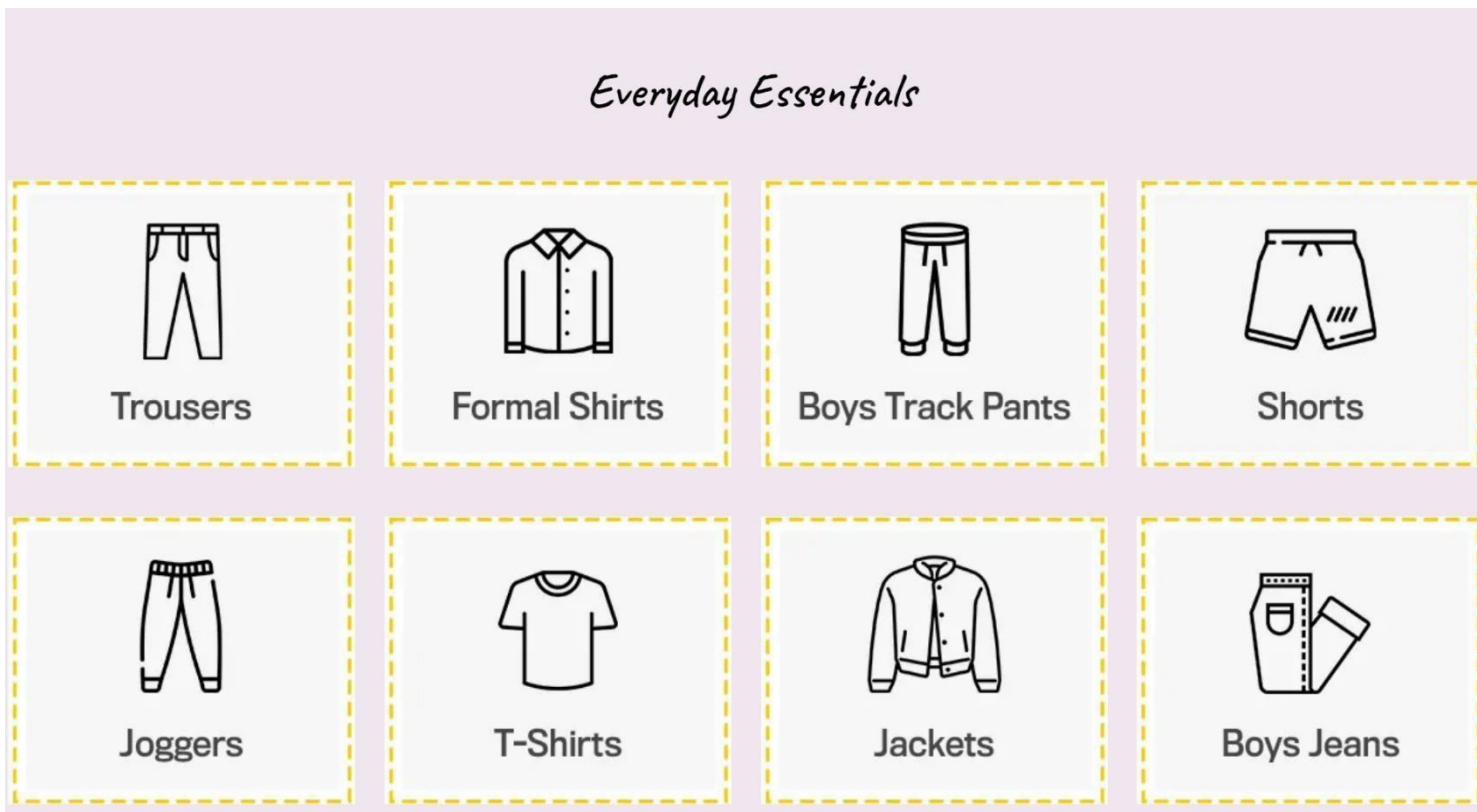 Everyday Essentials
Trousers
Formal Shirts
Boys Track Pants
Shorts
Joggers
T-Shirts
Jackets
Boys Jeans